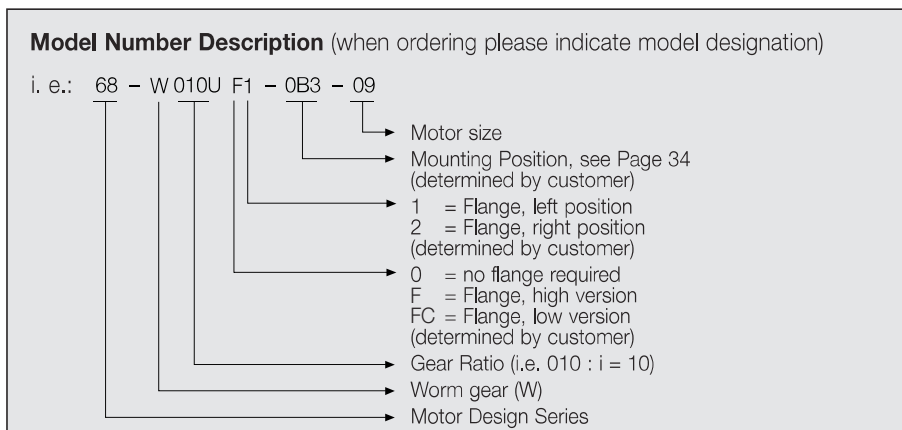 Model Number Description (when ordering please indicate model designation)
i. e.: 68 - W 010U F1 - 0B3 - 09
Motor size
Mounting Position, see Page 34
(determined by customer)
1 = Flange, left position
2 = Flange, right position
(determined by customer)
0 = no flange required
F = Flange, high version
FC = Flange, low version
(determined by customer)
Gear Ratio (i.e. 010 : i = 10)
Worm gear (W)
Motor Design Series